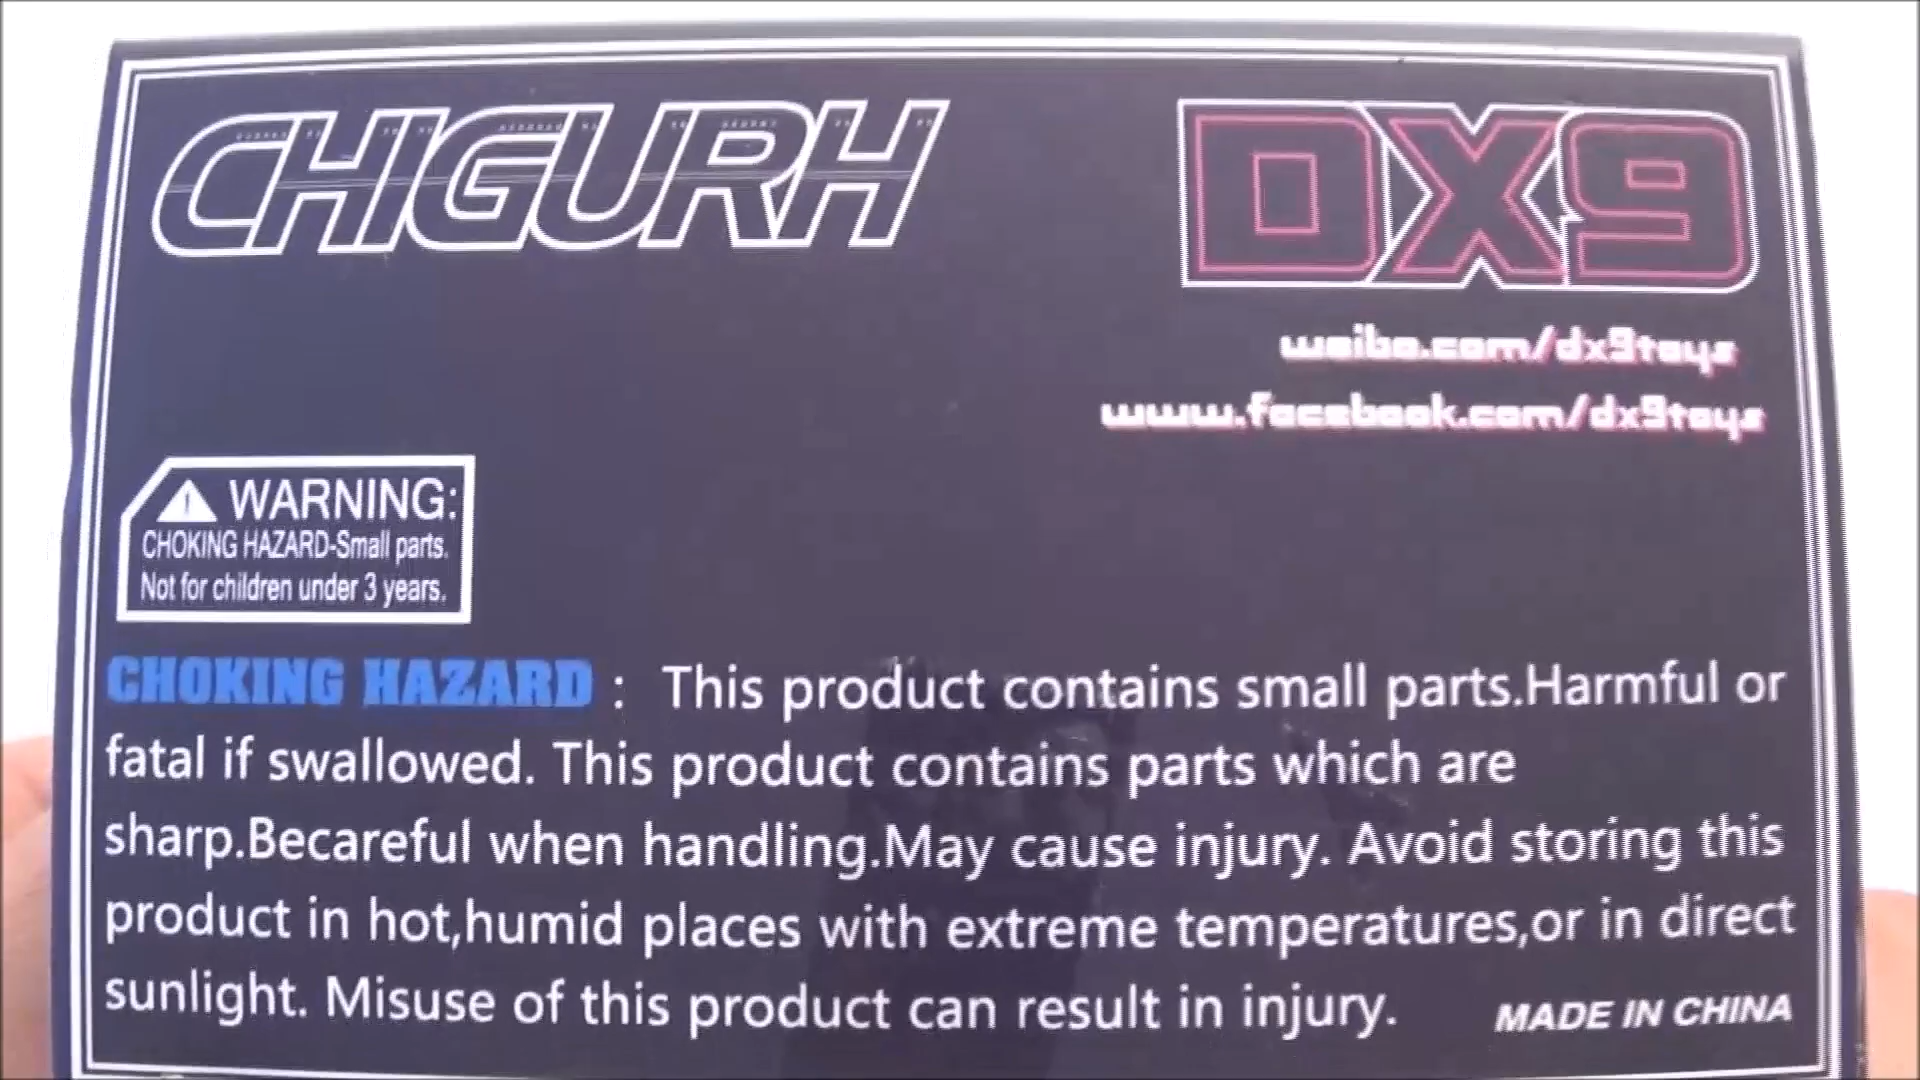 CHIGURH
DX9
weibo.com/dx9toys
www.facebook.com/dx9toys
WARNING:
CHOKING HAZARD-Small parts.
Not for children under 3 years.
CHOKING HAZARD : This product contains small parts.Harmful or
fatal if swallowed. This product contains parts which are
sharp.Becareful when handling.May cause injury. Avoid storing this
product in hot,humid places with extreme temperatures,or in direct
sunlight. Misuse of this product can result in injury.
MADE IN CHINA